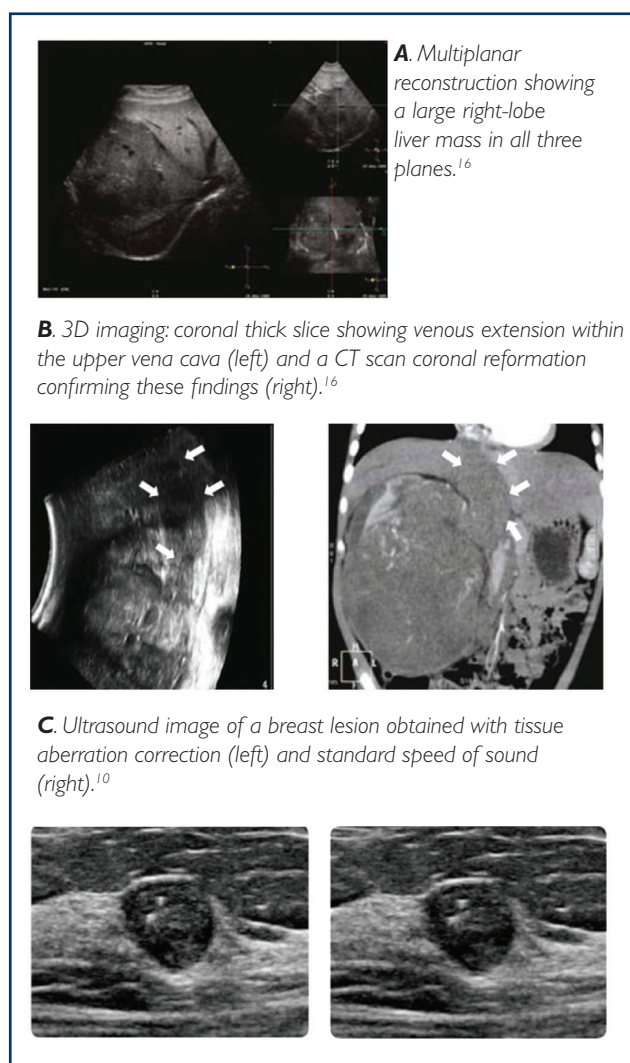 A. Multiplanar
reconstruction showing
a large right-lobe
liver mass in all three
planes.16
B. 3D imaging: coronal thick slice showing venous extension within
the upper vena cava (left) and a CT scan coronal reformation
confirming these findings (right).16
4
H
R A L
C. Ultrasound image of a breast lesion obtained with tissue
aberration correction (left) and standard speed of sound
(right).10